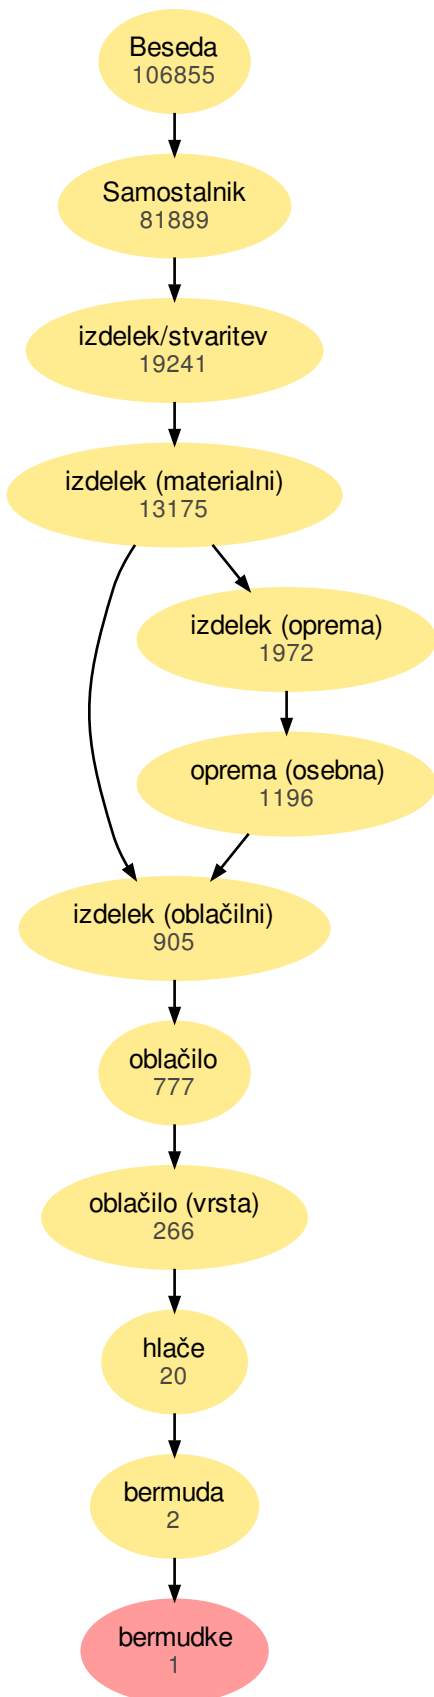 Beseda
106855
Samostalnik
81889
izdelek/stvaritev
19241
izdelek (materialni)
13175
izdelek (oprema)
1972
oprema (osebna)
1196
izdelek (oblačilni)
905
oblačilo
777
oblačilo (vrsta)
266
hlače
20
bermuda
2
bermudke
1